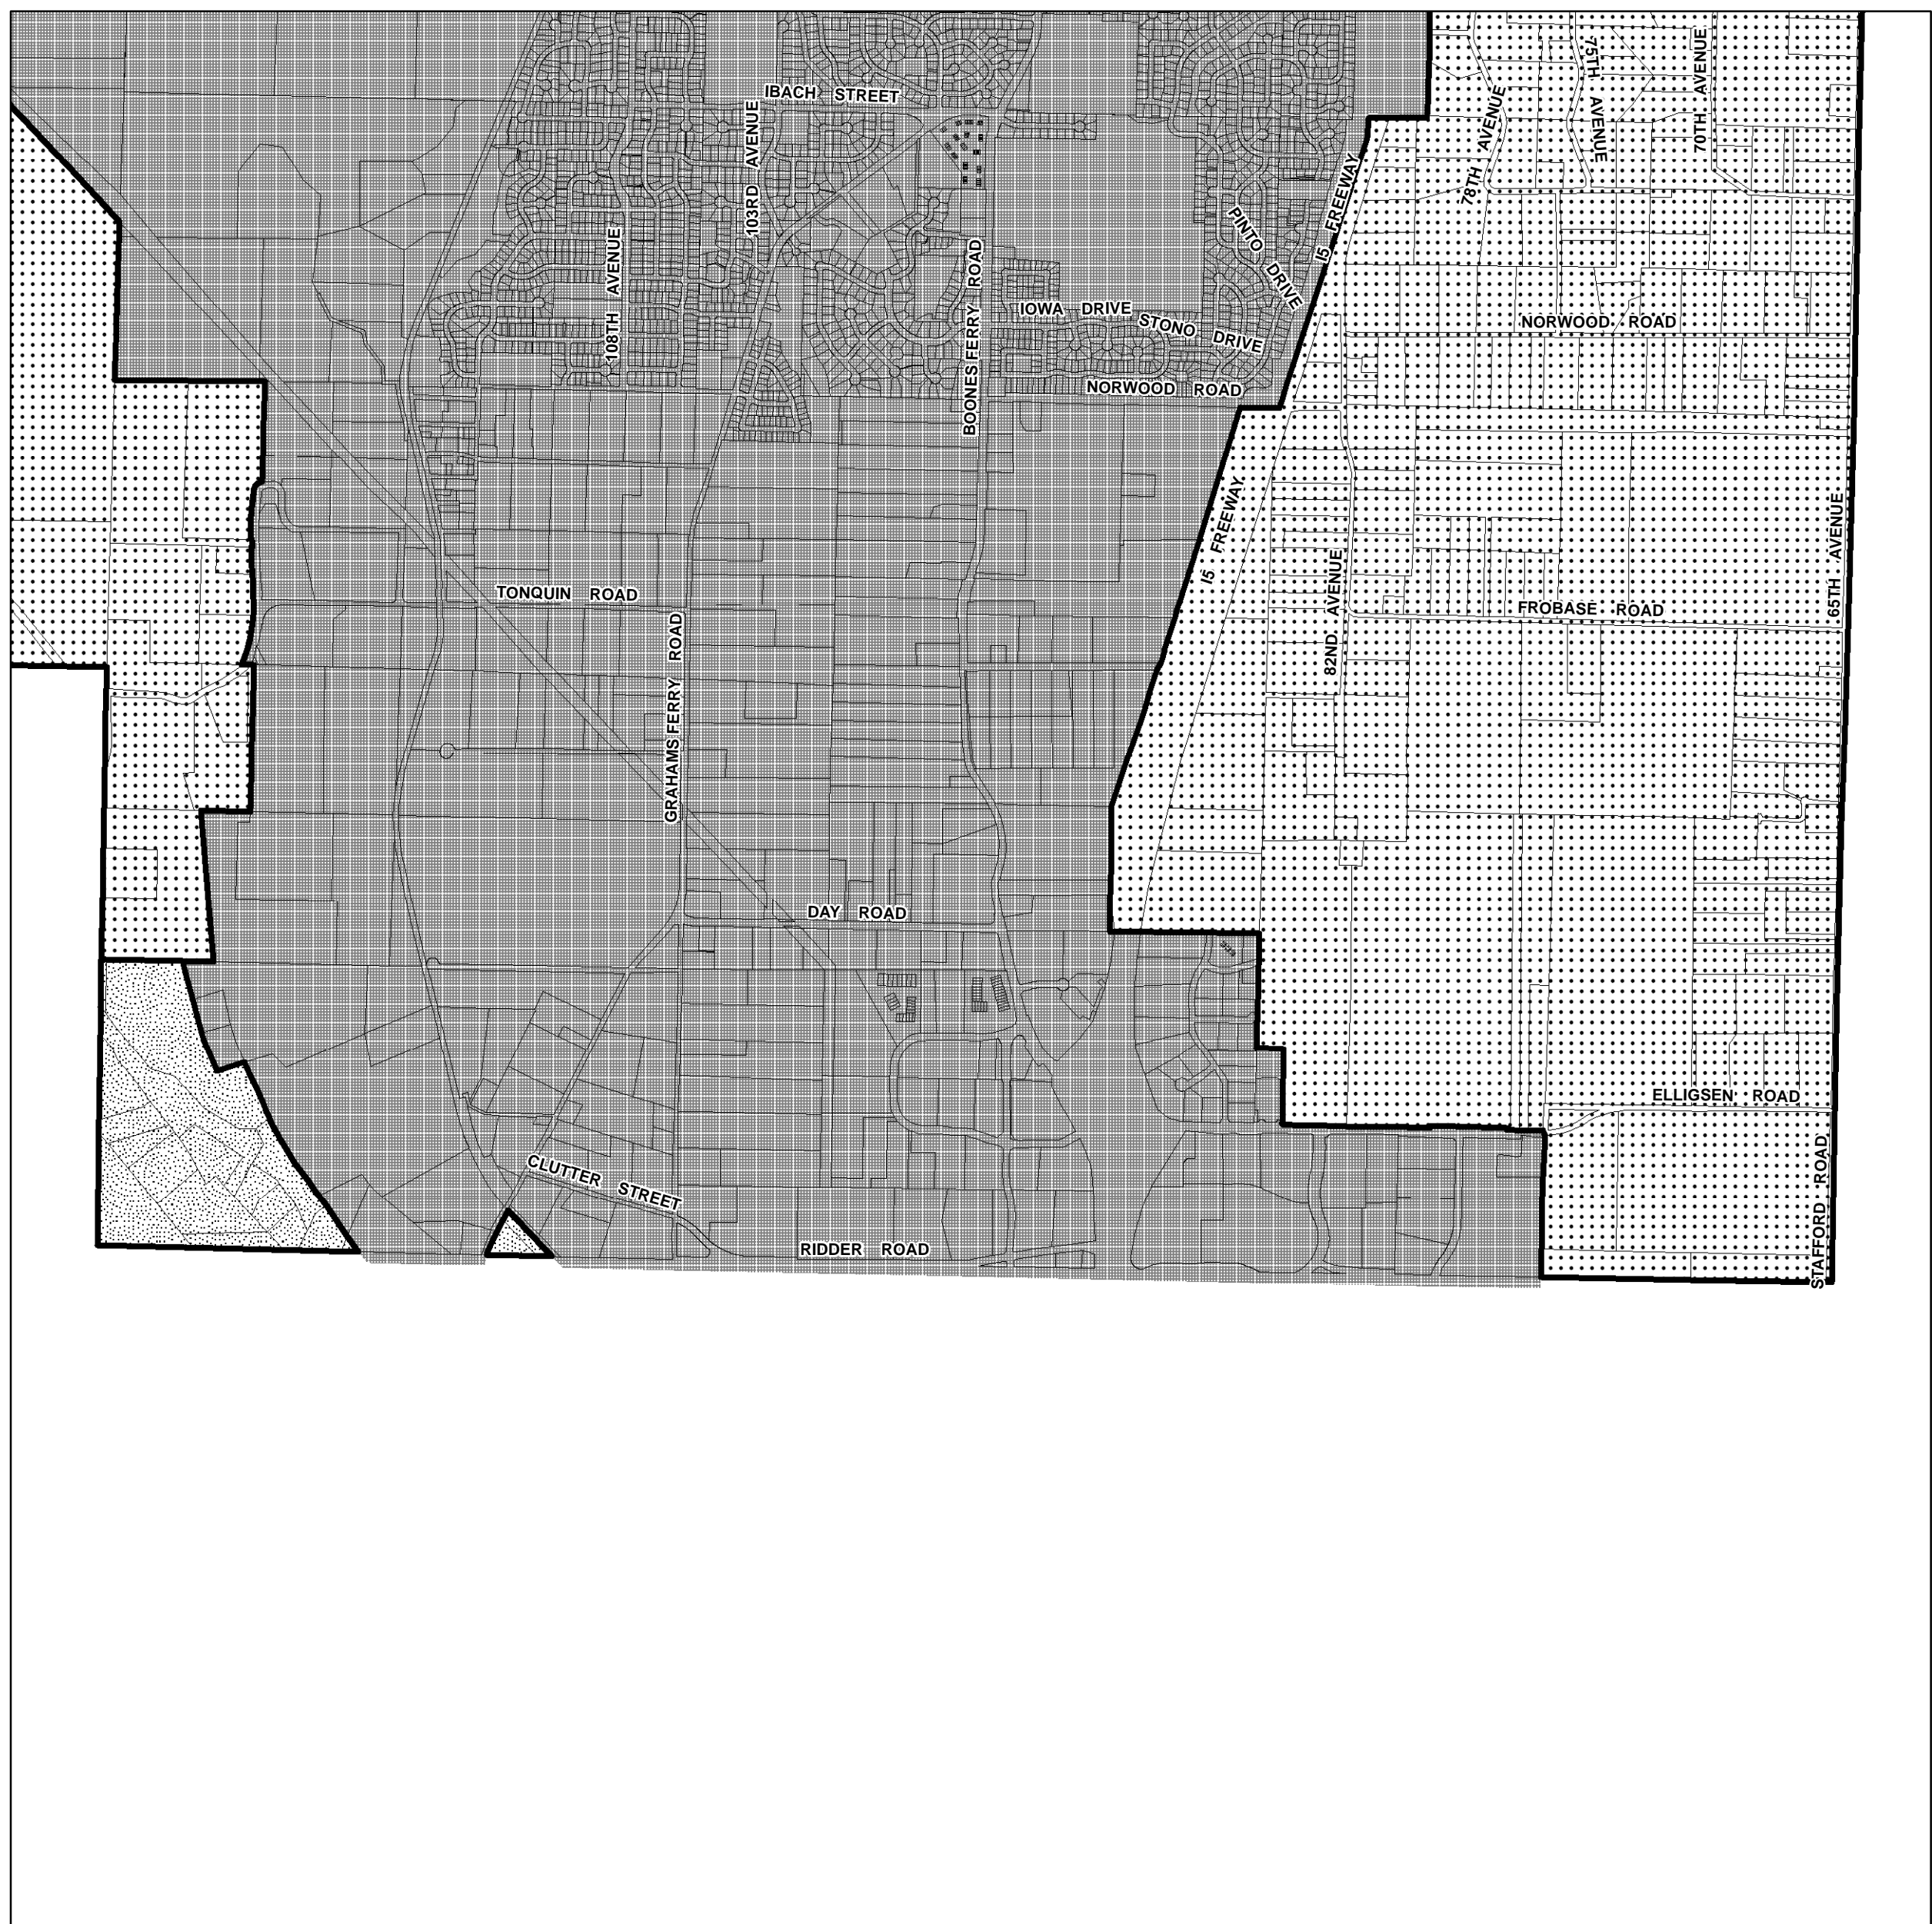 IBACH STREET
75TH AVENUE
70TH AVENUE
78TH AVENUE
103RD AVENUE
I5 FREEWAY
PINTO DRIVE
108TH AVENUE
BOONES FERRY ROAD
IOWA DRIVE
STONO DRIVE
NORWOOD ROAD
NORWOOD ROAD
I5 FREEWAY
65TH AVENUE
TONQUIN ROAD
82ND AVENUE
FROBASE ROAD
GRAHAMS FERRY ROAD
DAY ROAD
ELLIGSEN ROAD
CLUTTER STREET
STAFFORD ROAD
RIDDER ROAD